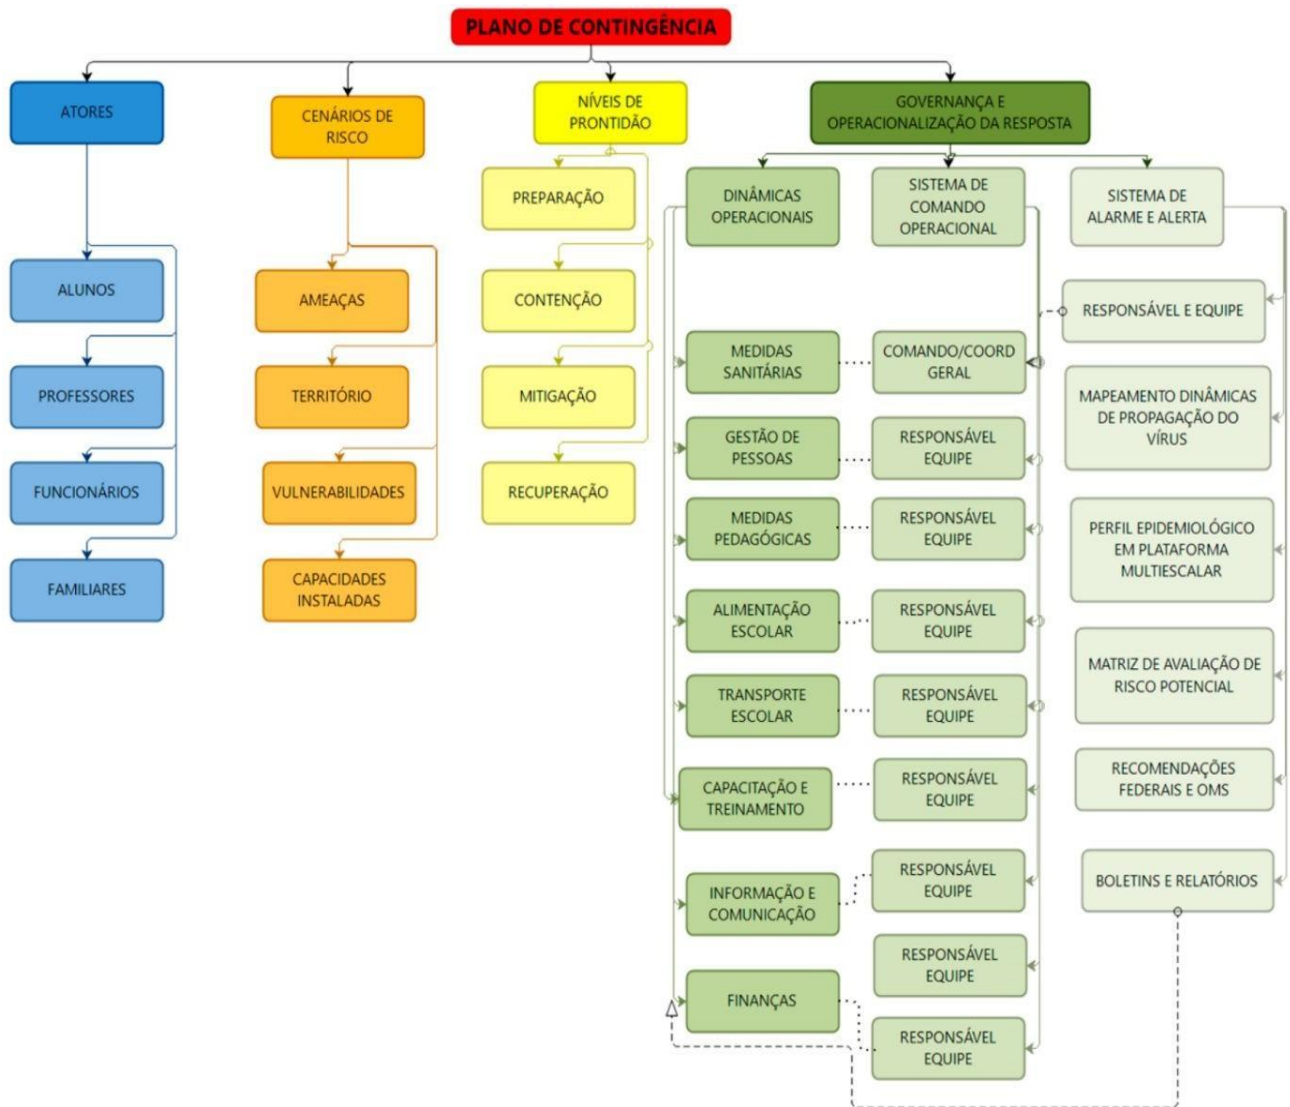 PLANO DE CONTINGÊNCIA
ATORES
ALUNOS
PROFESSORES
FUNCIONÁRIOS
FAMILIARES
CENÁRIOS DE
RISCO
AMEAÇAS
TERRITÓRIO
VULNERABILIDADES
CAPACIDADES
INSTALADAS
NÍVEIS DE
PRONTIDÃO
PREPARAÇÃO
CONTENÇÃO
MITIGAÇÃO
RECUPERAÇÃO
GOVERNANÇA E
OPERACIONALIZAÇÃO DA RESPOSTA
DINÂMICAS
OPERACIONAIS
MEDIDAS
SANITÁRIAS
GESTÃO DE
PESSOAS
MEDIDAS
PEDAGÓGICAS
ALIMENTAÇÃO
ESCOLAR
TRANSPORTE
ESCOLAR
CAPACITAÇÃO E
TREINAMENTO
INFORMAÇÃO E
COMUNICAÇÃO
FINANÇAS
SISTEMA DE
COMANDO
OPERACIONAL
COMANDO/COORD
GERAL
RESPONSÁVEL
EQUIPE
RESPONSÁVEL
EQUIPE
RESPONSÁVEL
EQUIPE
RESPONSÁVEL
EQUIPE
RESPONSÁVEL
EQUIPE
RESPONSÁVEL
EQUIPE
RESPONSÁVEL
EQUIPE
RESPONSÁVEL
EQUIPE
SISTEMA DE
ALARME E ALERTA
RESPONSÁVEL E EQUIPE
MAPEAMENTO DINÂMICAS
DE PROPAGAÇÃO DO
VÍRUS
PERFIL EPIDEMIOLÓGICO
EM PLATAFORMA
MULTIESCALAR
MATRIZ DE AVALIAÇÃO DE
RISCO POTENCIAL
RECOMENDAÇÕES
FEDERAIS E OMS
BOLETINS E RELATÓRIOS